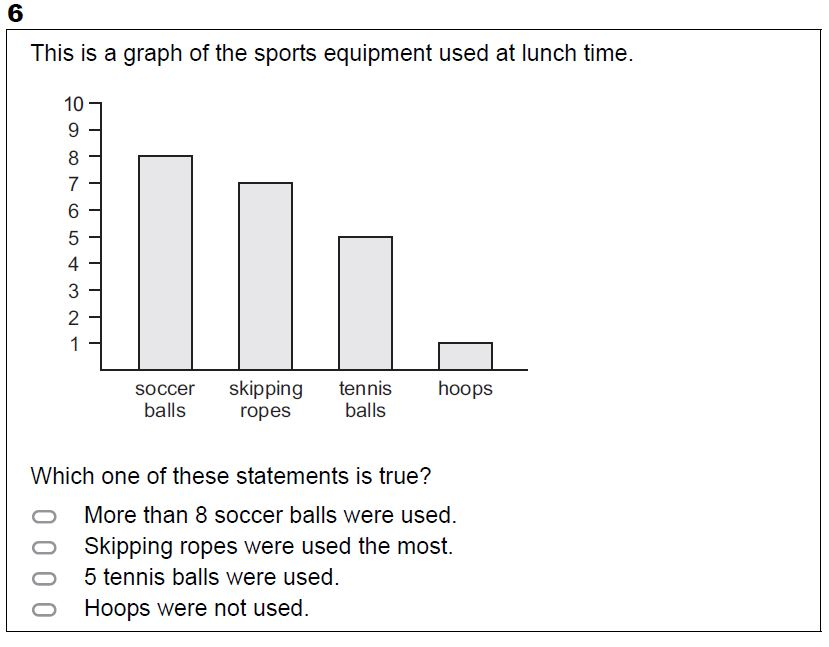 6
This is a graph of the sports equipment used at lunch time.
10
9
8
7
6
5
4
3
2
1
soccer balls
skipping ropes
tennis balls
hoops
Which one of these statements is true?
More than 8 soccer balls were used.
Skipping ropes were used the most.
5 tennis balls were used.
Hoops were not used.